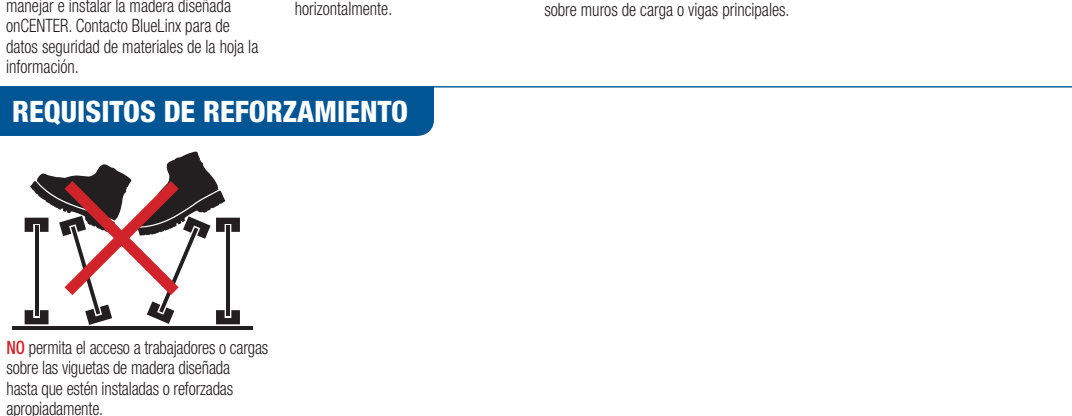 manejar e instalar la madera diseñada
onCENTER. Contacto BlueLinx para de
datos seguridad de materiales de la hoja la
información.
horizontalmente.
sobre muros de carga o vigas principales.
REQUISITOS DE REFORZAMIENTO
NO permita el acceso a trabajadores o cargas
sobre las viguetas de madera diseñada
hasta que estén instaladas o reforzadas
apropiadamente.